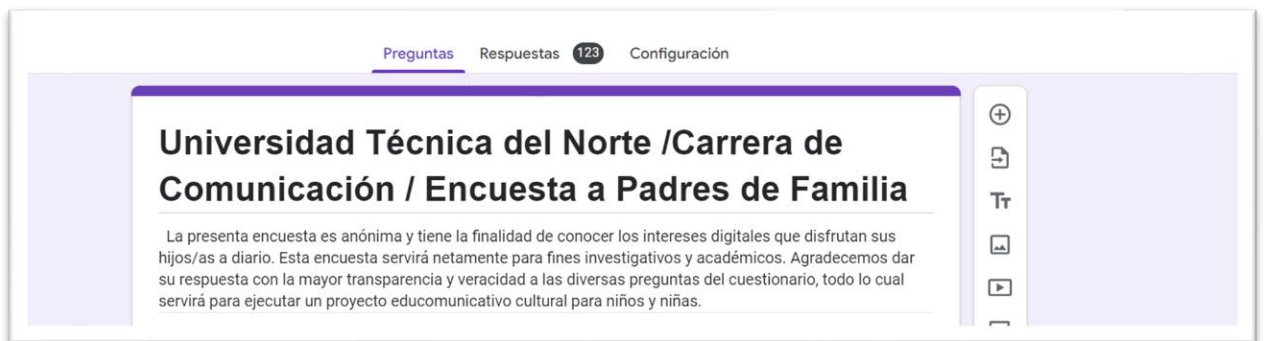 Preguntas Respuestas 123 Configuración
Universidad Técnica del Norte /Carrera de
Comunicación / Encuesta a Padres de Familia
La presenta encuesta es anónima y tiene la finalidad de conocer los intereses digitales que disfrutan sus
hijos/as a diario. Esta encuesta servirá netamente para fines investigativos y académicos. Agradecemos dar
su respuesta con la mayor transparencia y veracidad a las diversas preguntas del cuestionario, todo lo cual
servirá para ejecutar un proyecto educomunicativo cultural para niños y niñas.
Tт